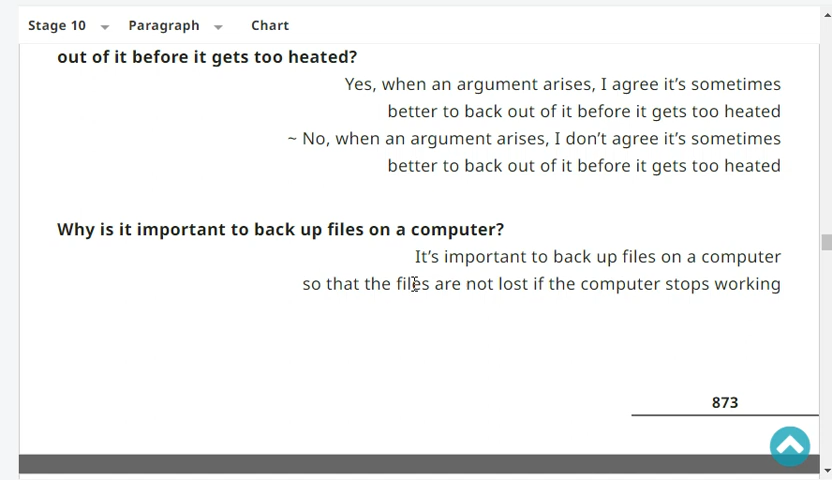 Stage 10 Paragraph Chart
out of it before it gets too heated?
Yes, when an argument arises, I agree it’s sometimes
better to back out of it before it gets too heated
~ No, when an argument arises, I don’t agree it’s sometimes
better to back out of it before it gets too heated
Why is it important to back up files on a computer?
It’s important to back up files on a computer
so that the files are not lost if the computer stops working
873